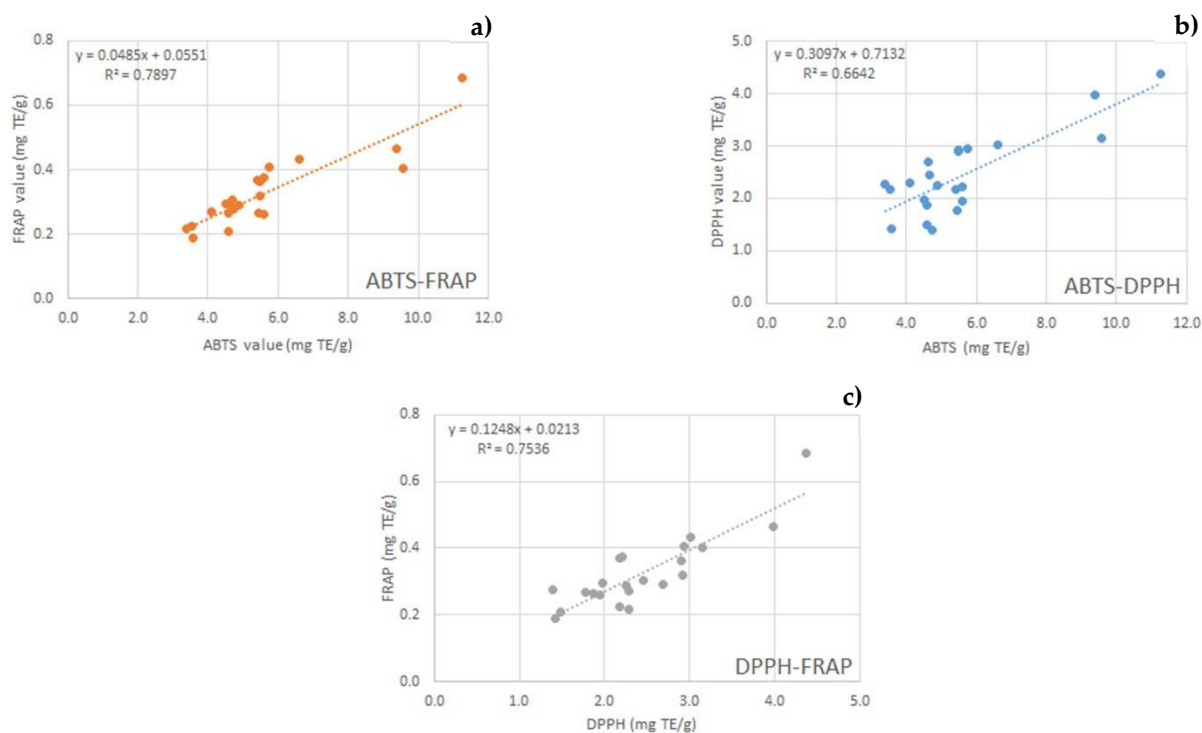 a)
y = 0.0485x + 0.0551
R² = 0.7897
0.8
0.6
0.4
0.2
0.0
FRAP value (mg TE/g)
0.0 2.0 4.0 6.0 8.0 10.0 12.0
ABTS value (mg TE/g)
ABTS-FRAP
b)
y = 0.3097x + 0.7132
R² = 0.6642
5.0
4.0
3.0
2.0
1.0
0.0
DPPH value (mg TE/g)
0.0 2.0 4.0 6.0 8.0 10.0 12.0
ABTS (mg TE/g)
ABTS-DPPH
c)
y = 0.1248x + 0.0213
R² = 0.7536
0.8
0.6
0.4
0.2
0.0
FRAP (mg TE/g)
0.0 1.0 2.0 3.0 4.0 5.0
DPPH (mg TE/g)
DPPH-FRAP